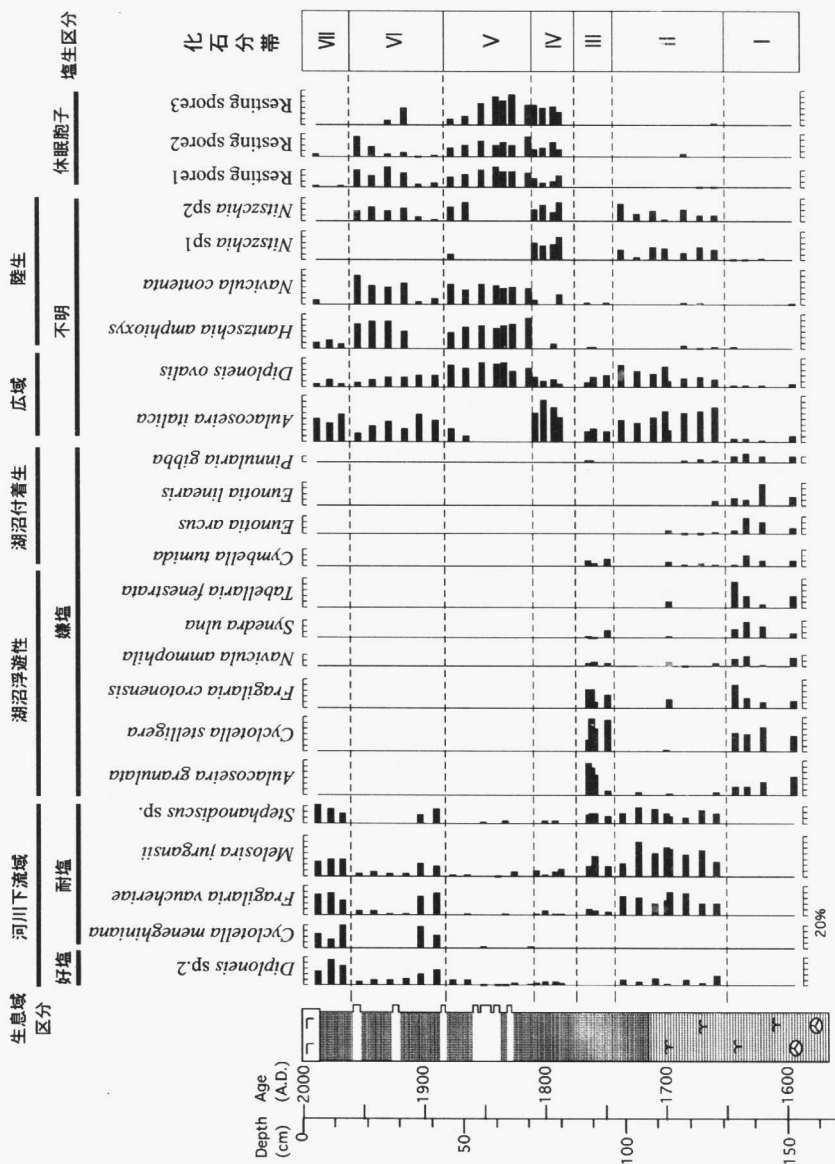 生息域区分
河川下流域
湖沼浮遊性
湖沼付着生
広域
陸生
休眠胞子
塩生区分
好塩
耐塩
嫌塩
不明
化石分帯
Diploneis sp.2
Cyclotella meneghiniana
Fragilaria vaucheriae
Melosira jurgansii
Stephanodiscus sp.
Aulacoseira granulata
Cyclotella stelligera
Fragilaria crotonensis
Navicula ammophila
Synedra ulna
Tabellaria fenestrata
Cymbella tumida
Eunotia arcus
Eunotia linearis
Pinnularia gibba
Aulacoseira italica
Diploneis ovalis
Hantzschia amphioxys
Navicula contenta
Nitszchia sp1
Nitszchia sp2
Resting spore1
Resting spore2
Resting spore3
VII
VI
V
IV
III
II
I
Depth (cm)
0
50
100
150
Age (A.D.)
2000
1900
1800
1700
1600
20%